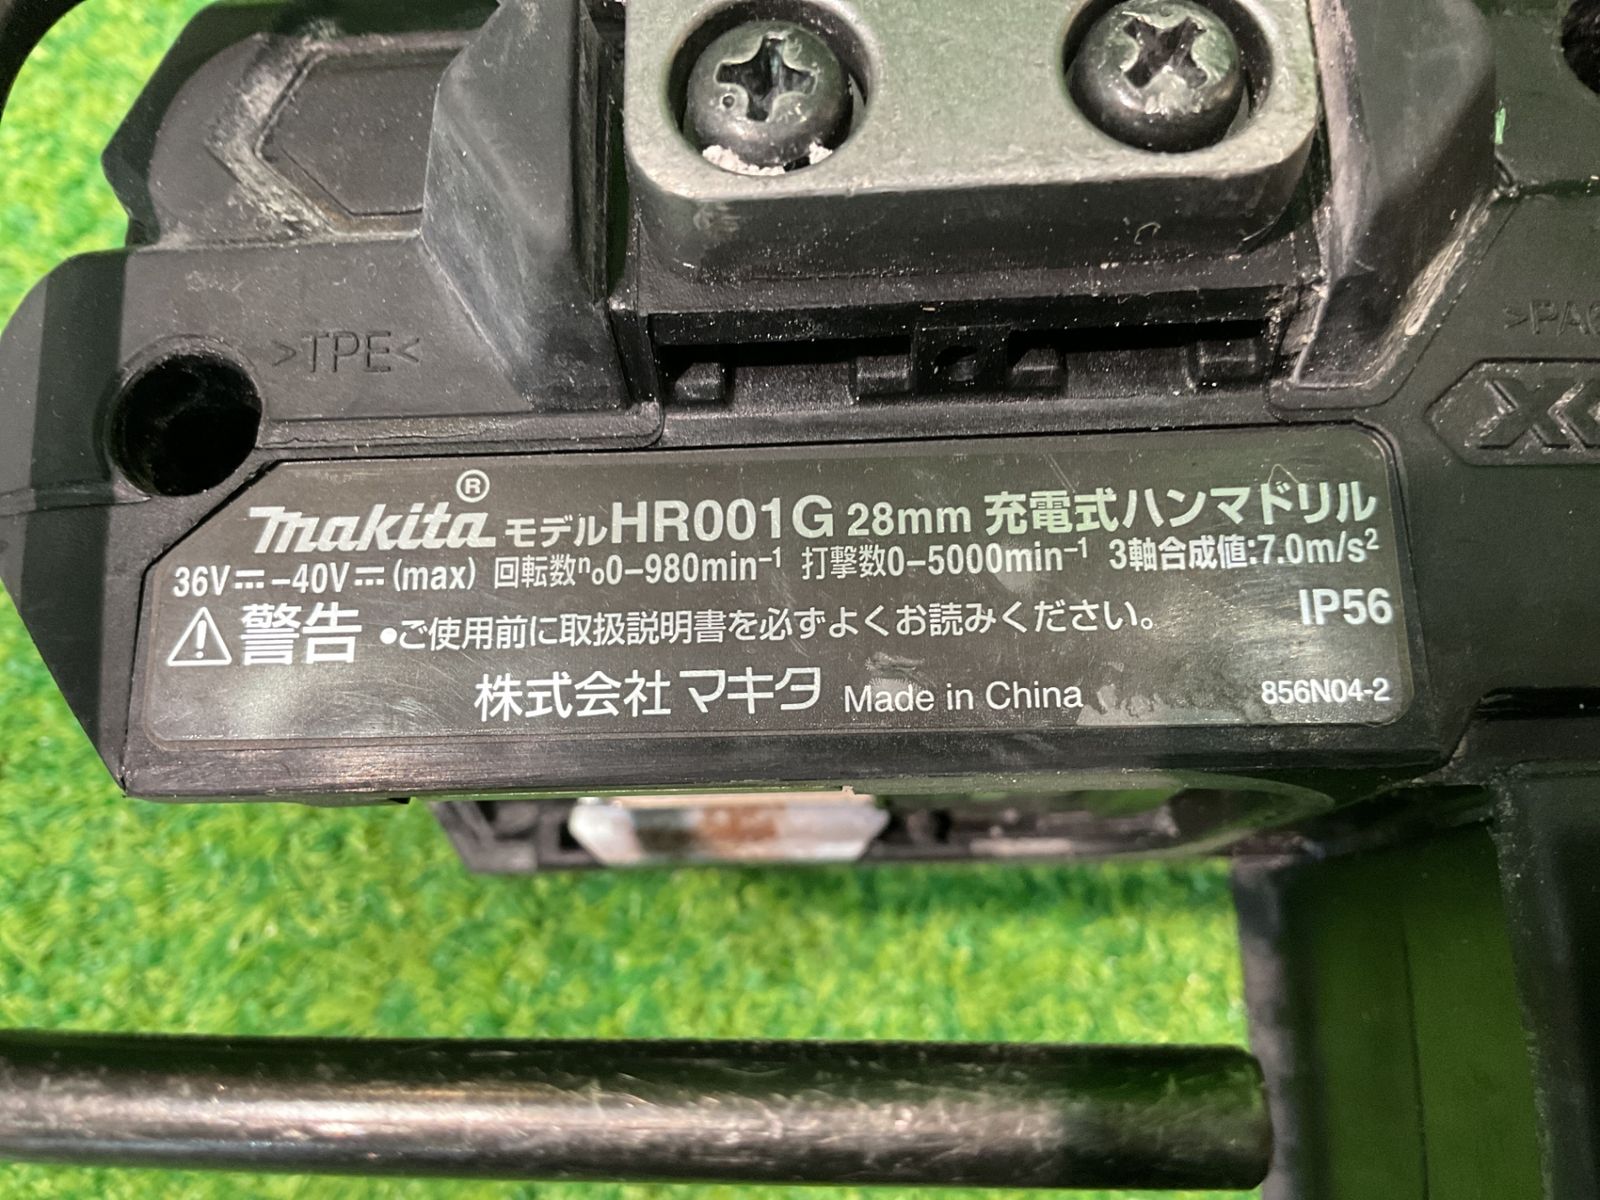 >TPE<
makita® モデルHR001G 28mm 充電式ハンマドリル
36V⎓-40V⎓(max) 回転数n₀0-980min⁻¹ 打撃数0-5000min⁻¹ 3軸合成値:7.0m/s²
⚠警告 ●ご使用前に取扱説明書を必ずよくお読みください。 IP56
株式会社マキタ Made in China 856N04-2